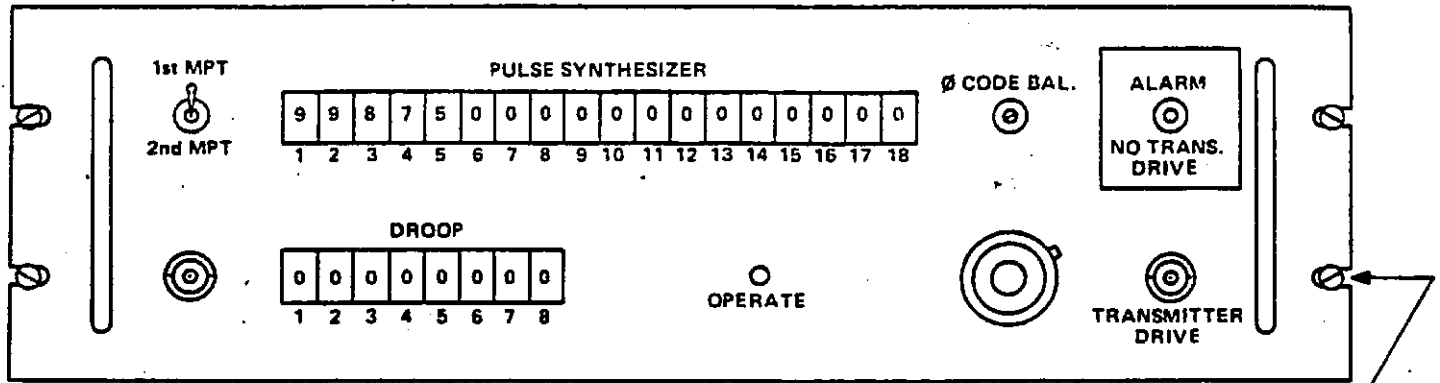 1st MPT
2nd MPT
PULSE SYNTHESIZER
9 9 8 7 5 0 0 0 0 0 0 0 0 0 0 0 0 0
1 2 3 4 5 6 7 8 9 10 11 12 13 14 15 16 17 18
Ø CODE BAL.
ALARM
NO TRANS.
DRIVE
DROOP
0 0 0 0 0 0 0 0
1 2 3 4 5 6 7 8
OPERATE
TRANSMITTER
DRIVE